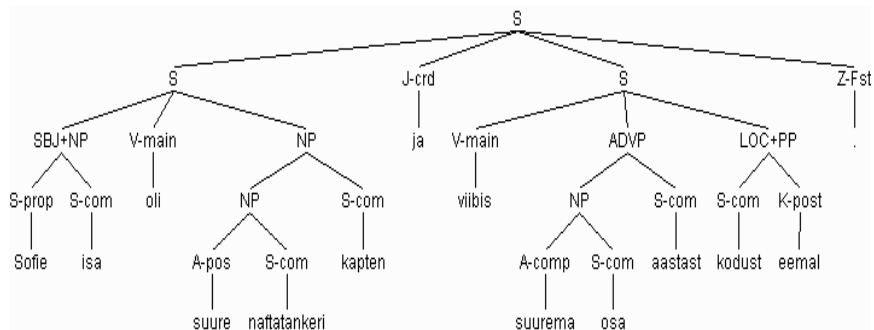 S
S J-crd S Z-Fst
SBJ+NP V-main NP ja V-main ADVP LOC+PP .
S-prop S-com oli NP S-com viibis NP S-com S-com K-post
Sofie isa A-pos S-com kapten A-comp S-com aastast kodust eemal
suure naftatankeri suurema osa